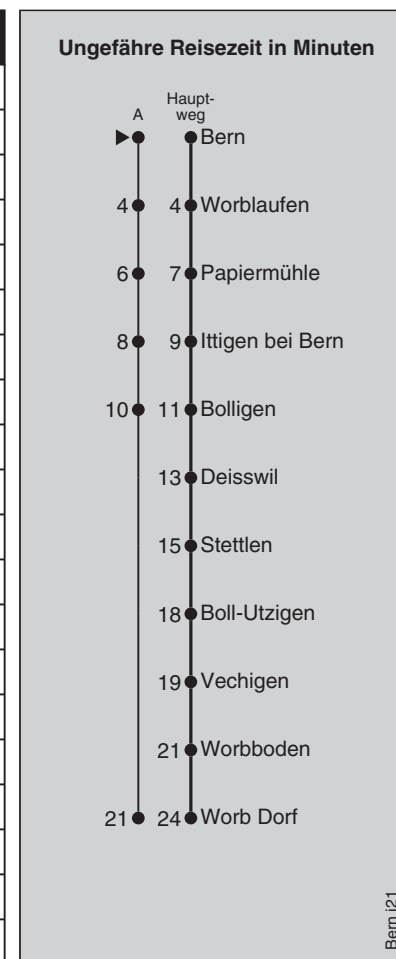 Ungefähre Reisezeit in Minuten
A Haupt-
weg
Bern
4 4 Worblaufen
6 7 Papiermühle
8 9 Ittigen bei Bern
10 11 Bolligen
13 Deisswil
15 Stettlen
18 Boll-Utzigen
19 Vechigen
21 Worbboden
21 24 Worb Dorf
Bern j21